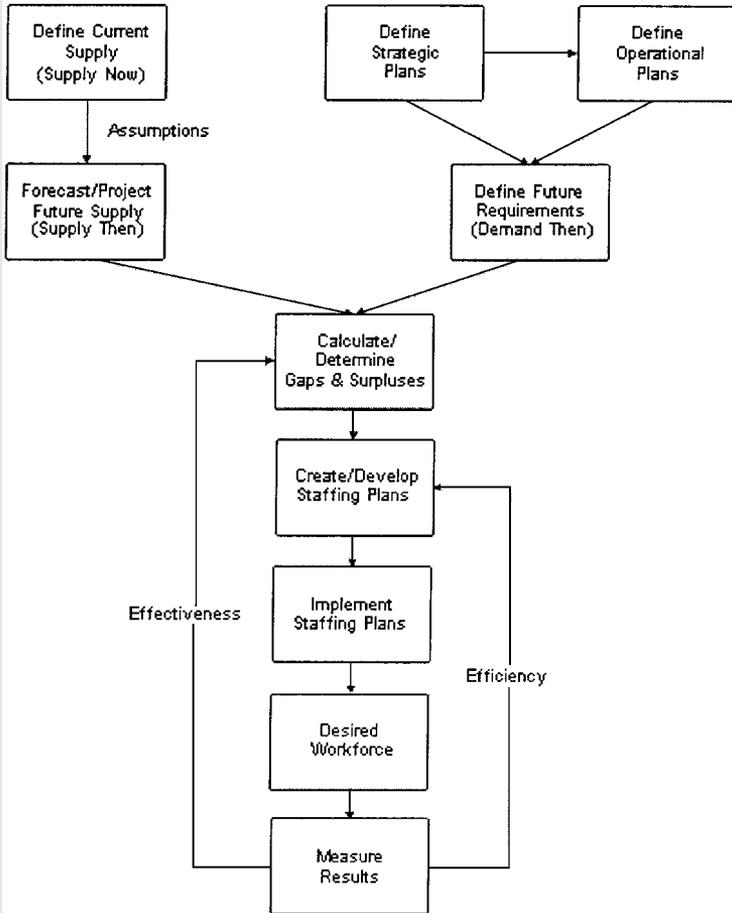 Define Current
Supply
(Supply Now)
Define
Strategic
Plans
Define
Operational
Plans
Assumptions
Forecast/Project
Future Supply
(Supply Then)
Define Future
Requirements
(Demand Then)
Calculate/
Determine
Gaps & Surpluses
Create/Develop
Staffing Plans
Implement
Staffing Plans
Effectiveness
Efficiency
Desired
Workforce
Measure
Results